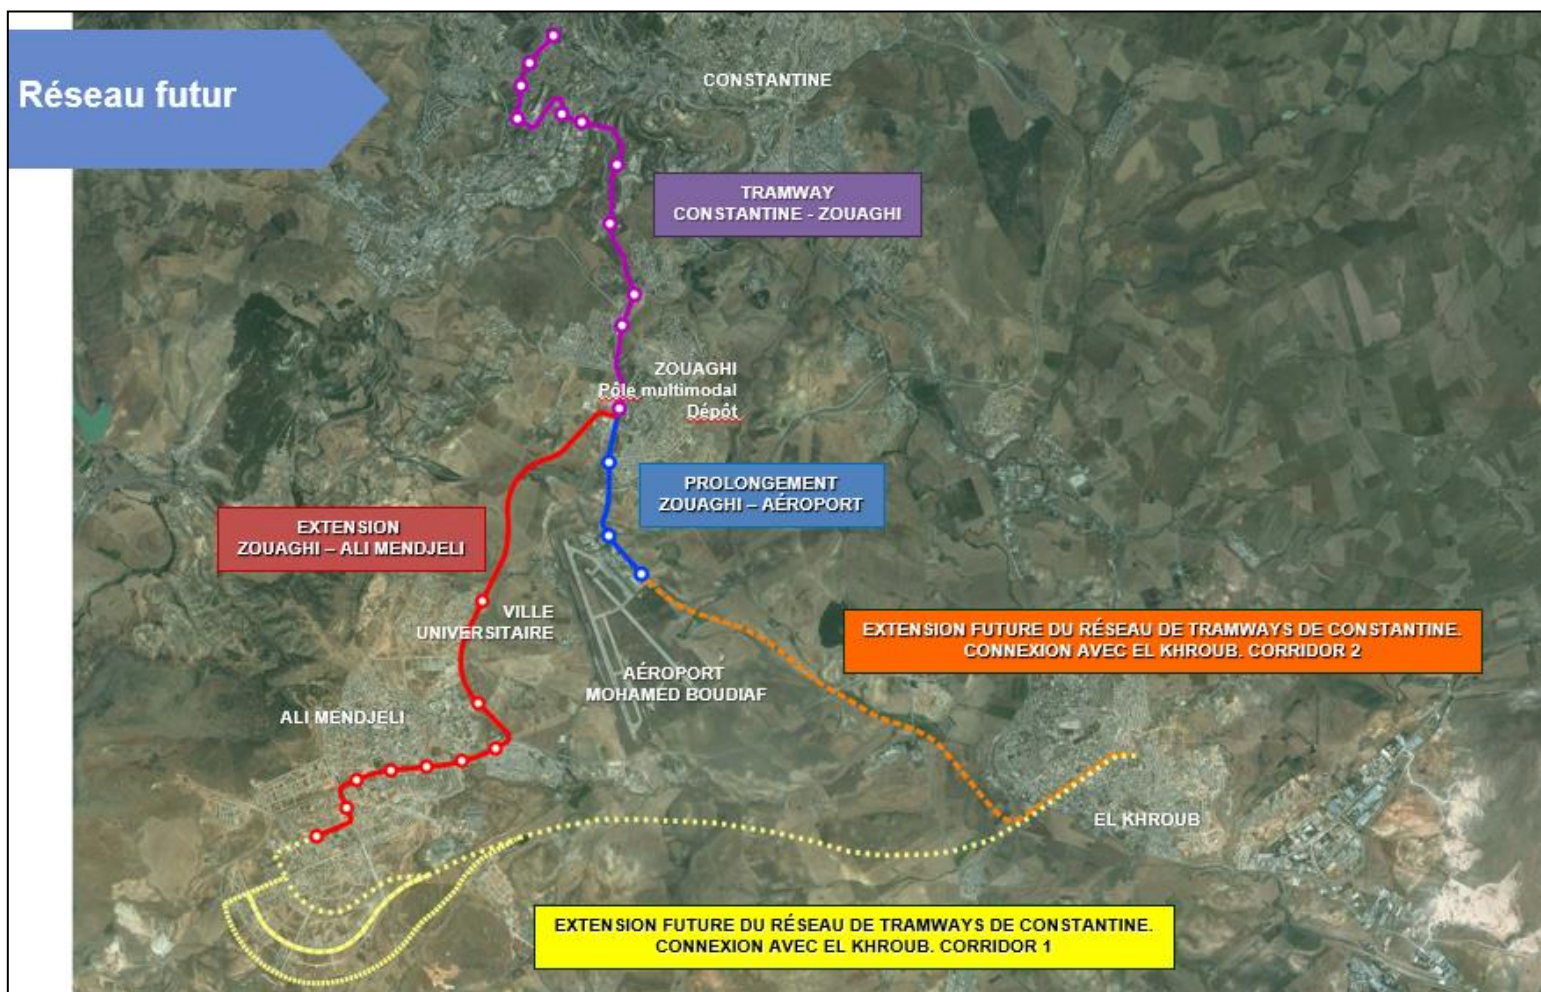 Réseau futur
CONSTANTINE
TRAMWAY
CONSTANTINE - ZOUAGHI
ZOUAGHI
Pôle multimodal
Dépôt
PROLONGEMENT
ZOUAGHI – AÉROPORT
EXTENSION
ZOUAGHI – ALI MENDJELI
VILLE
UNIVERSITAIRE
EXTENSION FUTURE DU RÉSEAU DE TRAMWAYS DE CONSTANTINE.
CONNEXION AVEC EL KHROUB. CORRIDOR 2
AÉROPORT
MOHAMED BOUDIAF
ALI MENDJELI
EL KHROUB
EXTENSION FUTURE DU RÉSEAU DE TRAMWAYS DE CONSTANTINE.
CONNEXION AVEC EL KHROUB. CORRIDOR 1